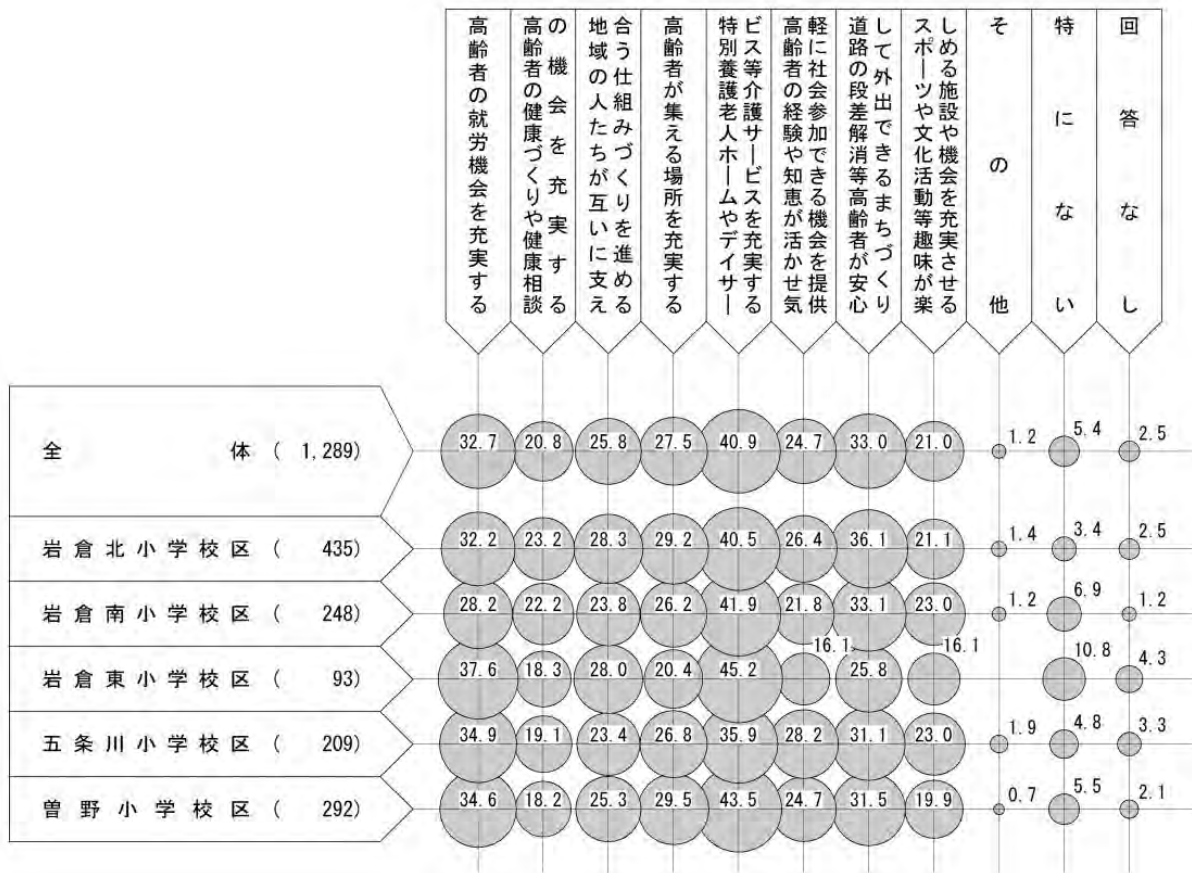 高齢者の就労機会を充実する
高齢者の健康づくりや健康相談
の機会を充実する
地域の人たちが互いに支え
合う仕組みづくりを進める
高齢者が集える場所を充実する
特別養護老人ホームやデイサー
ビス等介護サービスを充実する
高齢者の経験や知恵が活かせ気
軽に社会参加できる機会を提供
道路の段差解消等高齢者が安心
して外出できるまちづくり
スポーツや文化活動等趣味が楽
しめる施設や機会を充実させる
その他
特にない
回答なし
全体 ( 1,289) 32.7 20.8 25.8 27.5 40.9 24.7 33.0 21.0 1.2 5.4 2.5
岩倉北小学校区 ( 435) 32.2 23.2 28.3 29.2 40.5 26.4 36.1 21.1 1.4 3.4 2.5
岩倉南小学校区 ( 248) 28.2 22.2 23.8 26.2 41.9 21.8 33.1 23.0 1.2 6.9 1.2
岩倉東小学校区 ( 93) 37.6 18.3 28.0 20.4 45.2 16.1 25.8 16.1 10.8 4.3
五条川小学校区 ( 209) 34.9 19.1 23.4 26.8 35.9 28.2 31.1 23.0 1.9 4.8 3.3
曽野小学校区 ( 292) 34.6 18.2 25.3 29.5 43.5 24.7 31.5 19.9 0.7 5.5 2.1